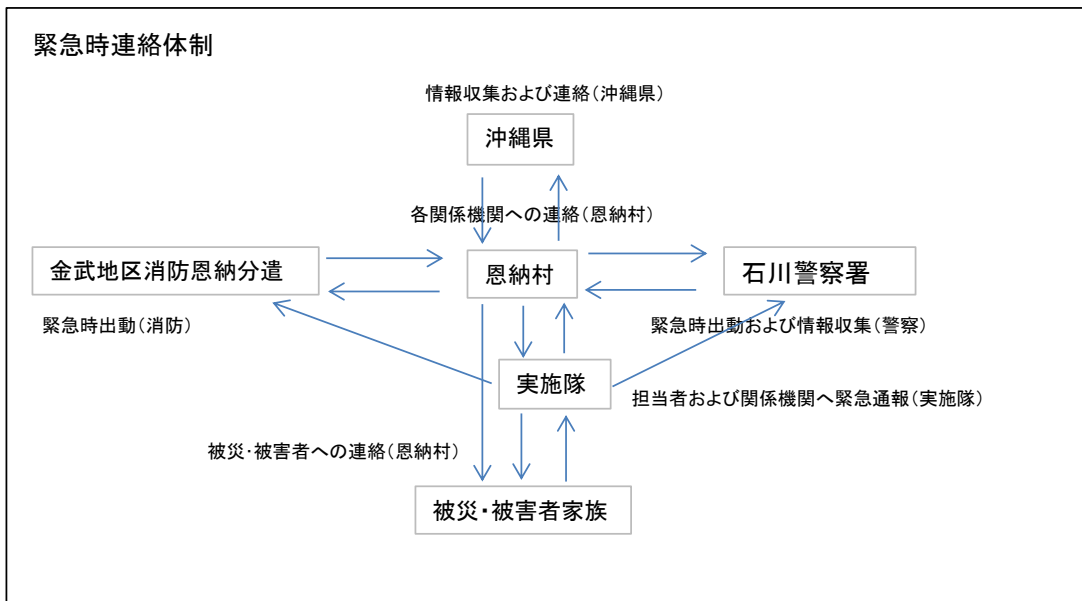 緊急時連絡体制
情報収集および連絡(沖縄県)
沖縄県
各関係機関への連絡(恩納村)
金武地区消防恩納分遣
恩納村
石川警察署
緊急時出動(消防)
緊急時出動および情報収集(警察)
実施隊
担当者および関係機関へ緊急通報(実施隊)
被災・被害者への連絡(恩納村)
被災・被害者家族